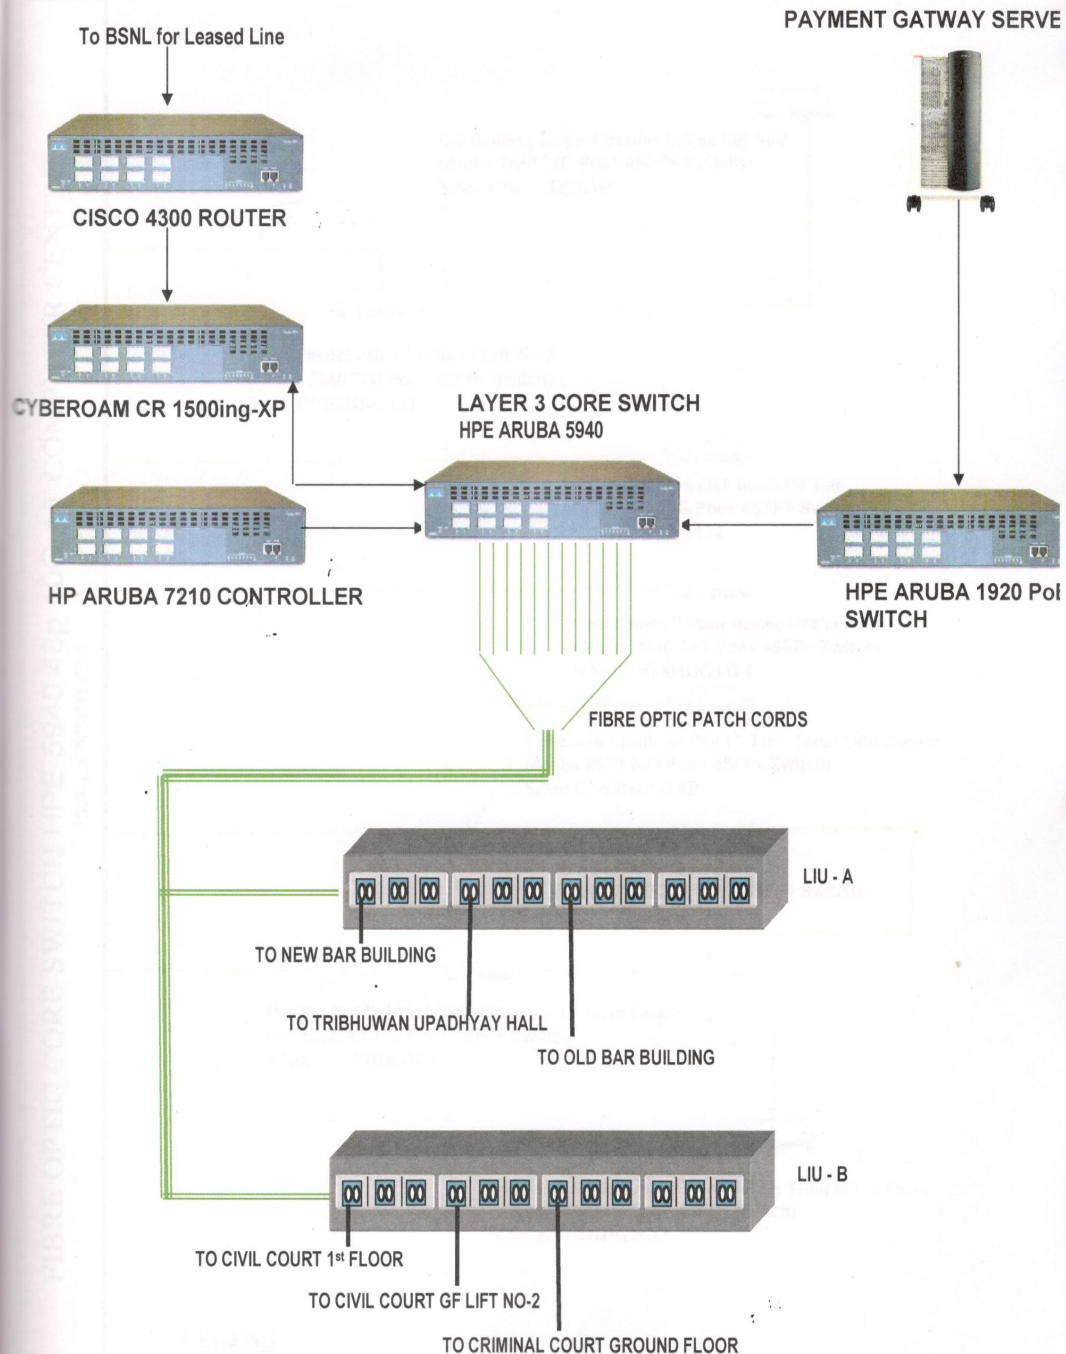 To BSNL for Leased Line
PAYMENT GATWAY SERVE
CISCO 4300 ROUTER
CYBEROAM CR 1500ing-XP
LAYER 3 CORE SWITCH
HPE ARUBA 5940
HP ARUBA 7210 CONTROLLER
HPE ARUBA 1920 PoE
SWITCH
FIBRE OPTIC PATCH CORDS
LIU - A
TO NEW BAR BUILDING
TO TRIBHUWAN UPADHYAY HALL
TO OLD BAR BUILDING
LIU - B
TO CIVIL COURT 1st FLOOR
TO CIVIL COURT GF LIFT NO-2
TO CRIMINAL COURT GROUND FLOOR